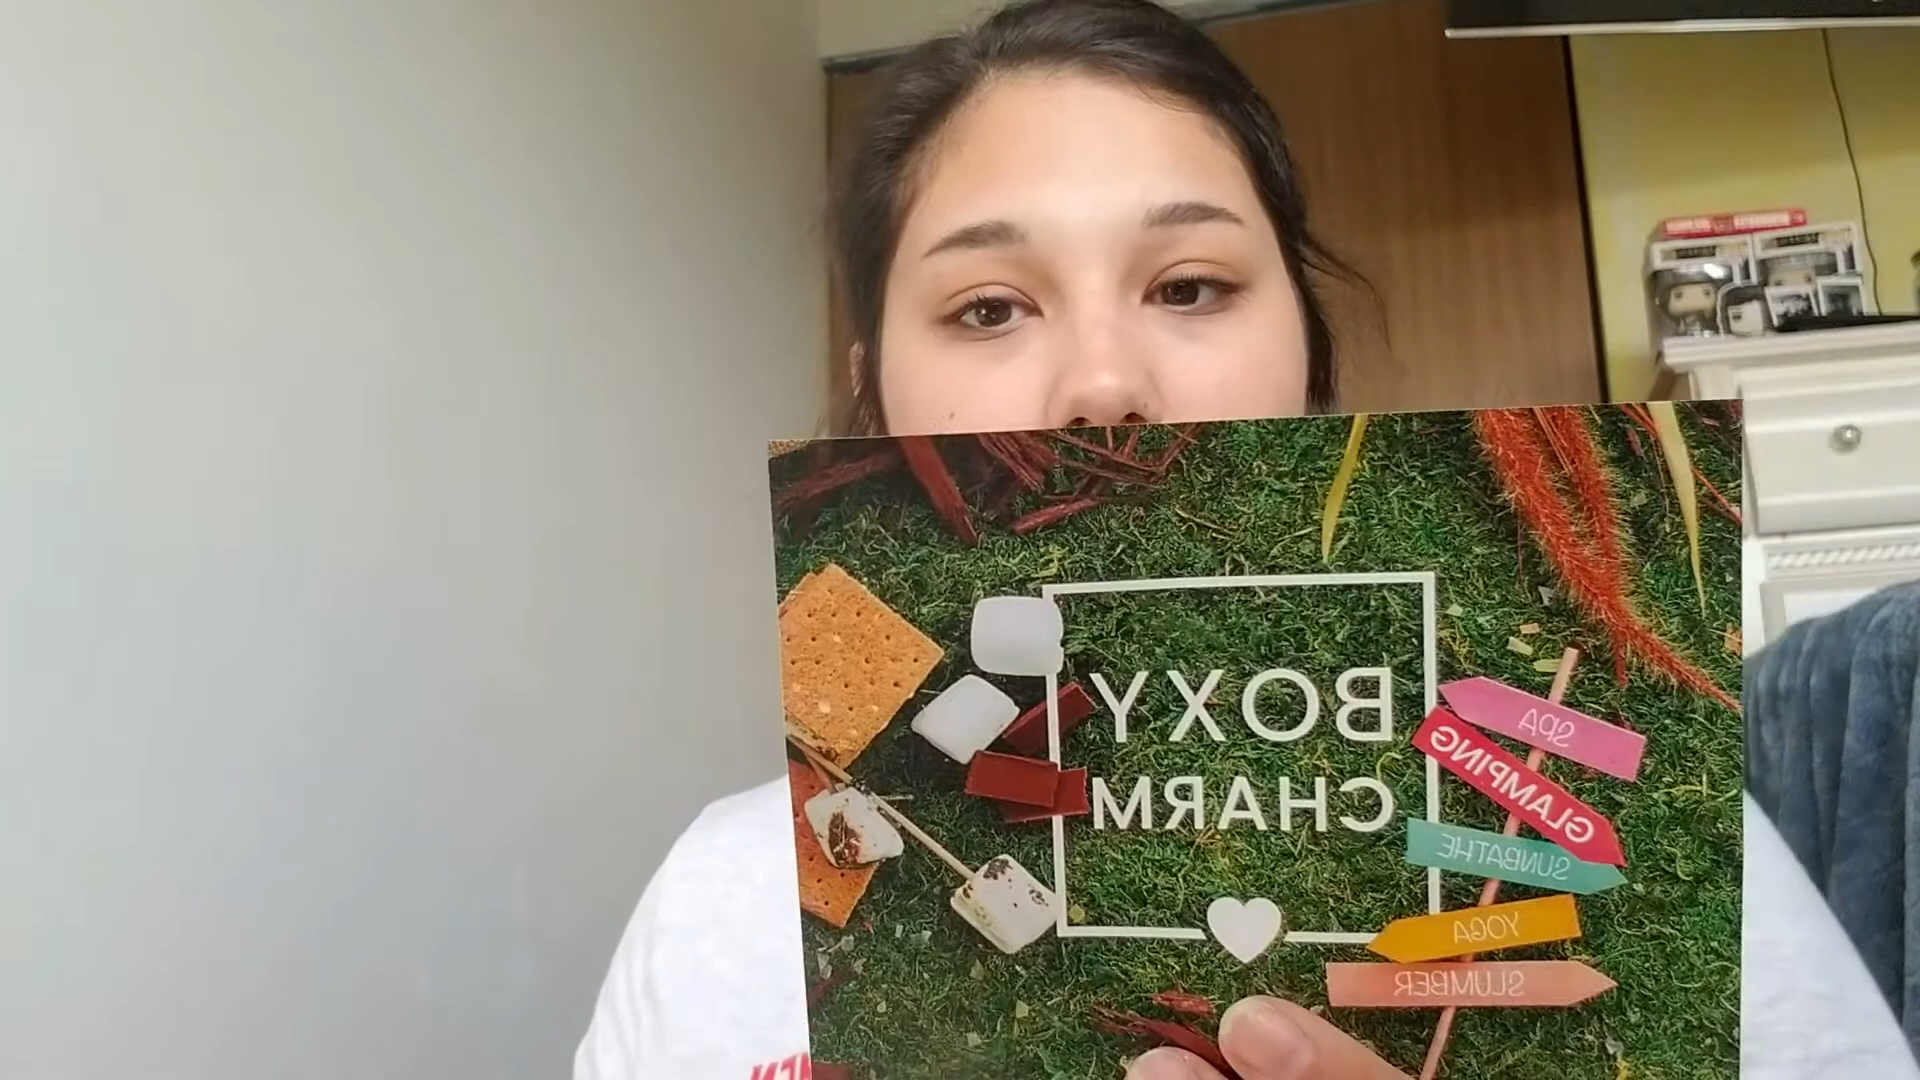 BOXY
CHARM
SPA
GLAMPING
SUNBATHE
YOGA
SLUMBER